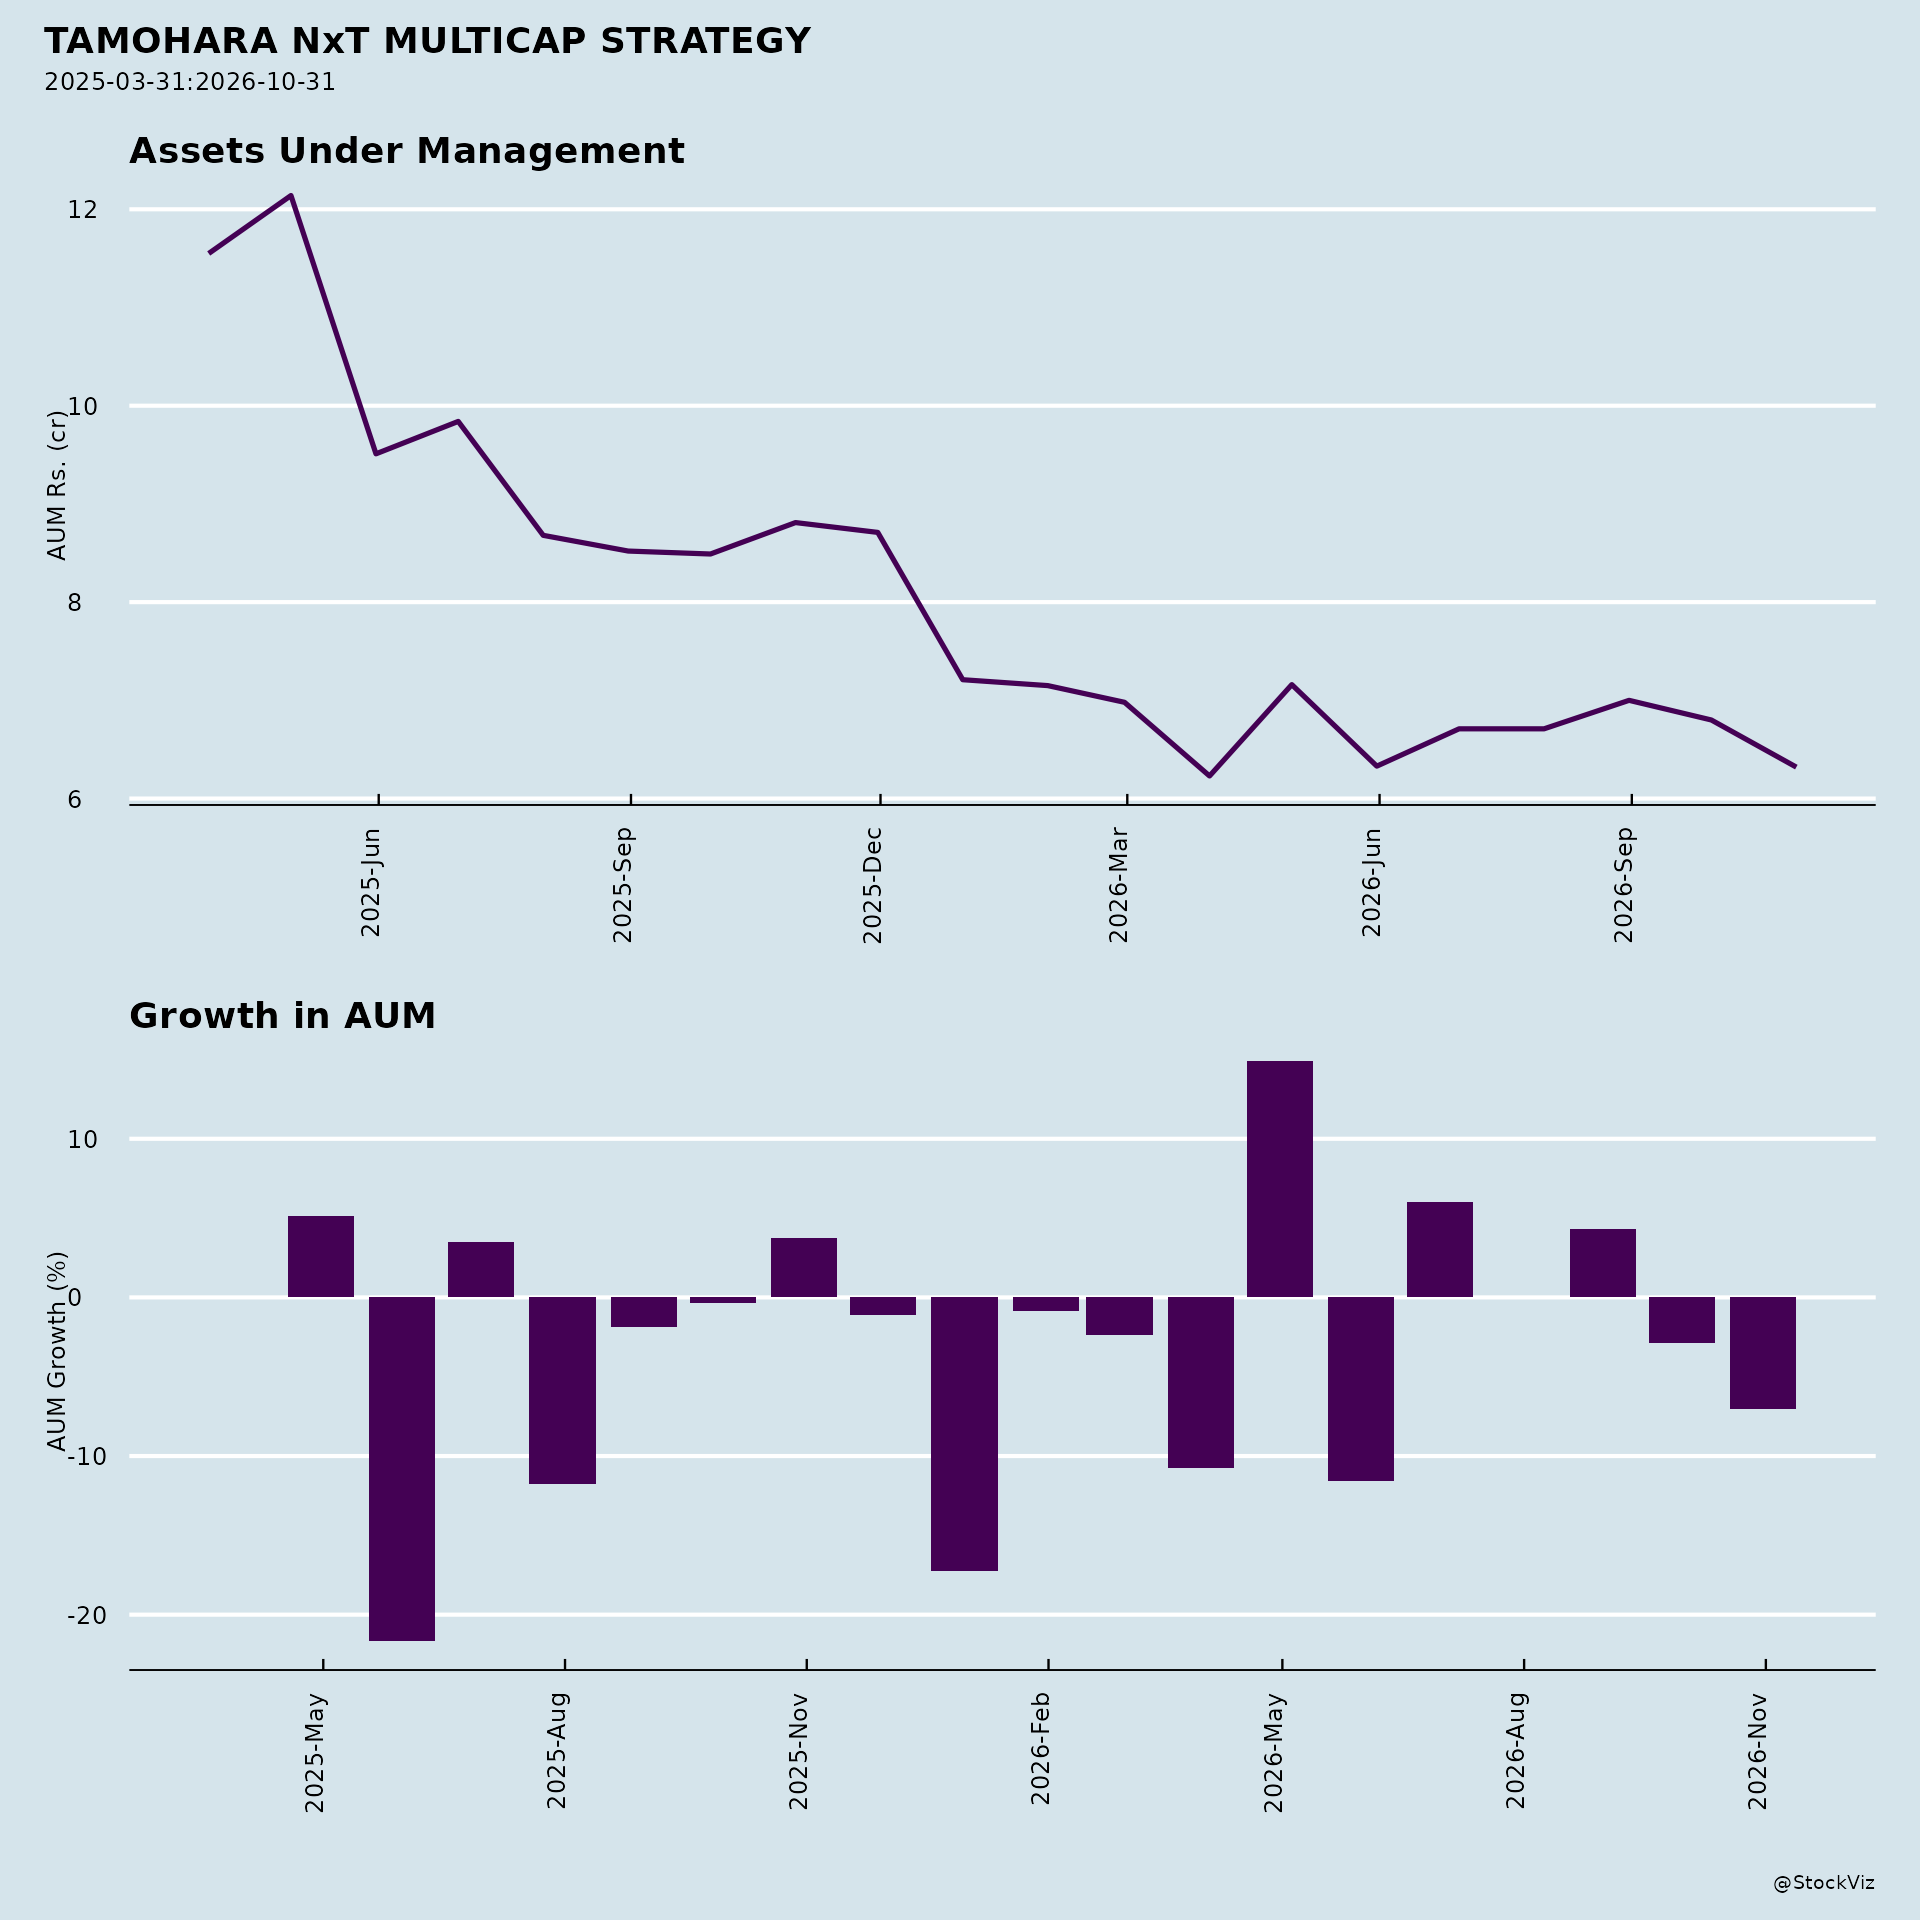 TAMOHARA NxT MULTICAP STRATEGY
2025-03-31:2026-10-31
Assets Under Management
AUM Rs. (cr)
12
10
8
6
2025-Jun
2025-Sep
2025-Dec
2026-Mar
2026-Jun
2026-Sep
Growth in AUM
AUM Growth (%)
10
0
-10
-20
2025-May
2025-Aug
2025-Nov
2026-Feb
2026-May
2026-Aug
2026-Nov
@StockViz